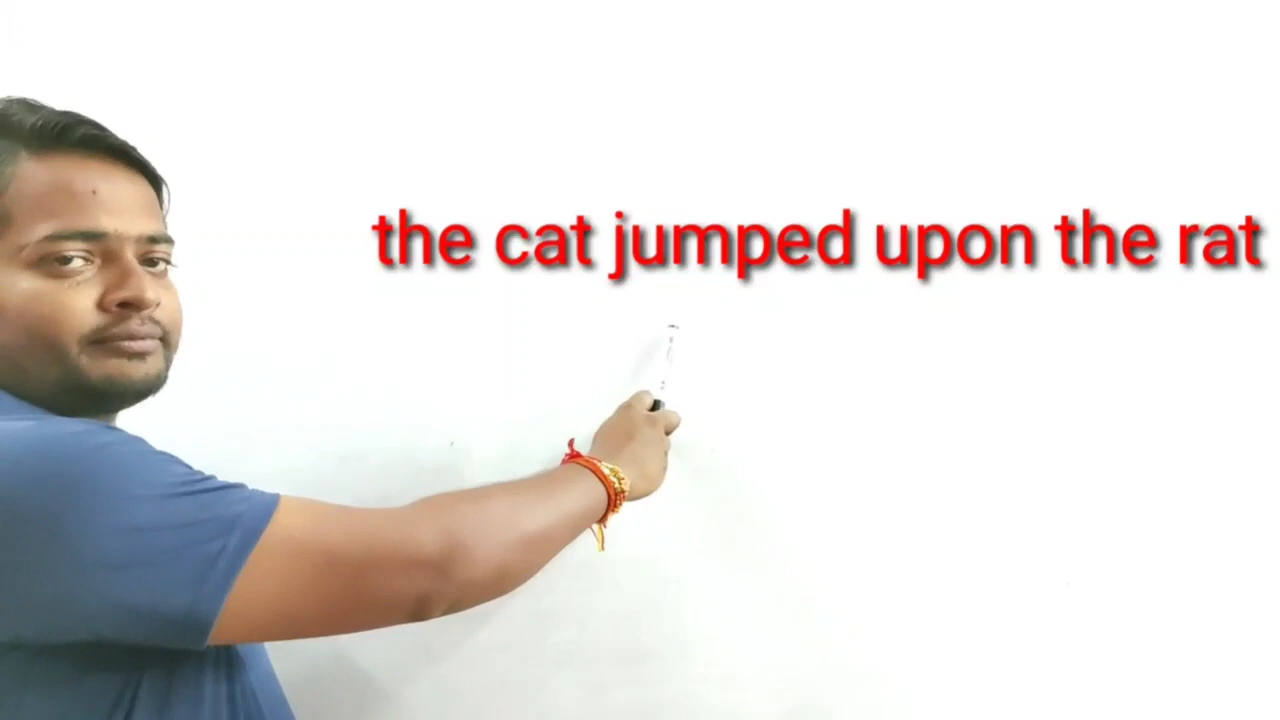 the cat jumped upon the rat